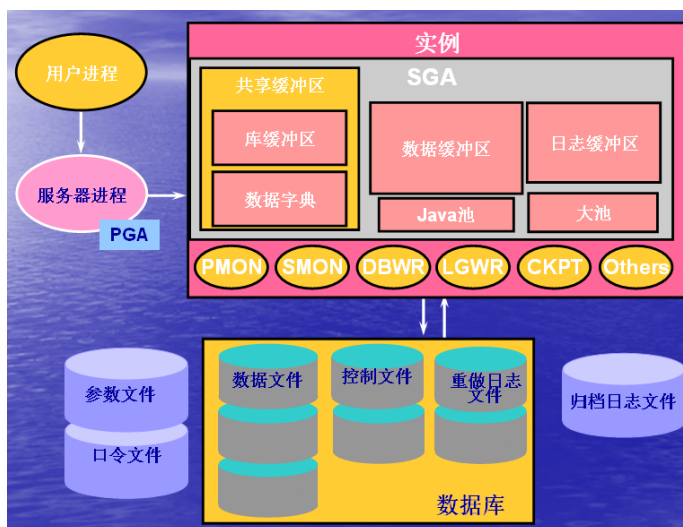 实例
用户进程
SGA
共享缓冲区
库缓冲区
数据缓冲区
日志缓冲区
服务器进程
数据字典
Java池
大池
PGA
PMON
SMON
DBWR
LGWR
CKPT
Others
参数文件
数据文件
控制文件
重做日志
文件
归档日志文件
口令文件
数据库